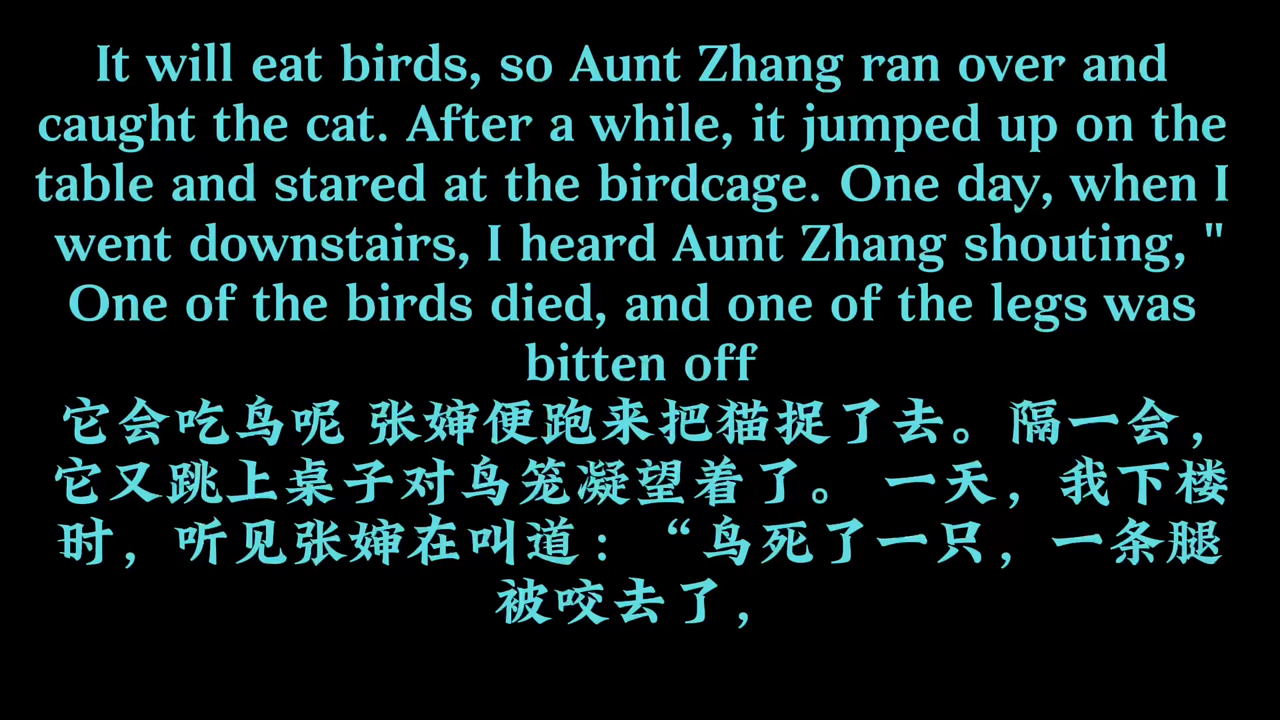 It will eat birds, so Aunt Zhang ran over and
caught the cat. After a while, it jumped up on the
table and stared at the birdcage. One day, when I
went downstairs, I heard Aunt Zhang shouting, "
One of the birds died, and one of the legs was
bitten off
它会吃鸟呢 张婶便跑来把猫捉了去。隔一会，
它又跳上桌子对鸟笼凝望着了。 一天，我下楼
时，听见张婶在叫道：“鸟死了一只，一条腿
被咬去了，